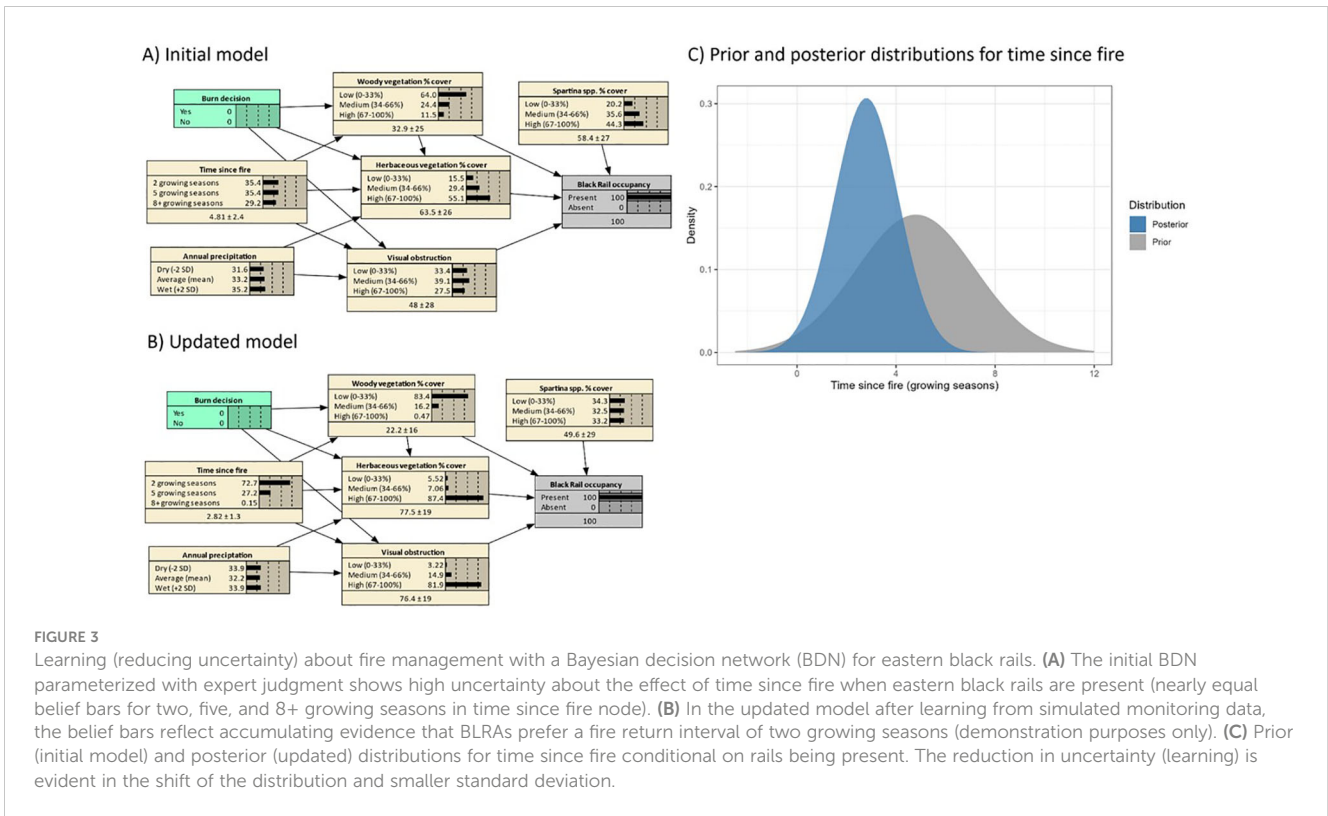 A) Initial model
Burn decision
Yes 0
No 0
Time since fire
2 growing seasons 35.4
5 growing seasons 35.4
8+ growing seasons 29.2
4.81 ± 2.4
Annual precipitation
Dry (-2 SD) 31.6
Average (mean) 33.2
Wet (+2 SD) 35.2
Woody vegetation % cover
Low (0-33%) 64.0
Medium (34-66%) 24.4
High (67-100%) 11.5
32.9 ± 25
Herbaceous vegetation % cover
Low (0-33%) 15.5
Medium (34-66%) 29.4
High (67-100%) 55.1
63.5 ± 26
Visual obstruction
Low (0-33%) 33.4
Medium (34-66%) 39.1
High (67-100%) 27.5
48 ± 28
Spartina spp. % cover
Low (0-33%) 20.2
Medium (34-66%) 35.6
High (67-100%) 44.3
58.4 ± 27
Black Rail occupancy
Present 100
Absent 0
100
B) Updated model
Burn decision
Yes 0
No 0
Time since fire
2 growing seasons 72.7
5 growing seasons 27.2
8+ growing seasons 0.15
2.82 ± 1.3
Annual precipitation
Dry (-2 SD) 33.9
Average (mean) 32.2
Wet (+2 SD) 33.9
Woody vegetation % cover
Low (0-33%) 83.4
Medium (34-66%) 16.2
High (67-100%) 0.47
22.2 ± 16
Herbaceous vegetation % cover
Low (0-33%) 5.52
Medium (34-66%) 7.06
High (67-100%) 87.4
77.5 ± 19
Visual obstruction
Low (0-33%) 3.22
Medium (34-66%) 14.9
High (67-100%) 81.9
76.4 ± 19
Spartina spp. % cover
Low (0-33%) 34.3
Medium (34-66%) 32.5
High (67-100%) 33.2
49.6 ± 29
Black Rail occupancy
Present 100
Absent 0
100
C) Prior and posterior distributions for time since fire
0.3
0.2
0.1
0.0
Density
0 4 8 12
Time since fire (growing seasons)
Distribution
Posterior
Prior
FIGURE 3
Learning (reducing uncertainty) about fire management with a Bayesian decision network (BDN) for eastern black rails. (A) The initial BDN
parameterized with expert judgment shows high uncertainty about the effect of time since fire when eastern black rails are present (nearly equal
belief bars for two, five, and 8+ growing seasons in time since fire node). (B) In the updated model after learning from simulated monitoring data,
the belief bars reflect accumulating evidence that BLRAs prefer a fire return interval of two growing seasons (demonstration purposes only). (C) Prior
(initial model) and posterior (updated) distributions for time since fire conditional on rails being present. The reduction in uncertainty (learning) is
evident in the shift of the distribution and smaller standard deviation.